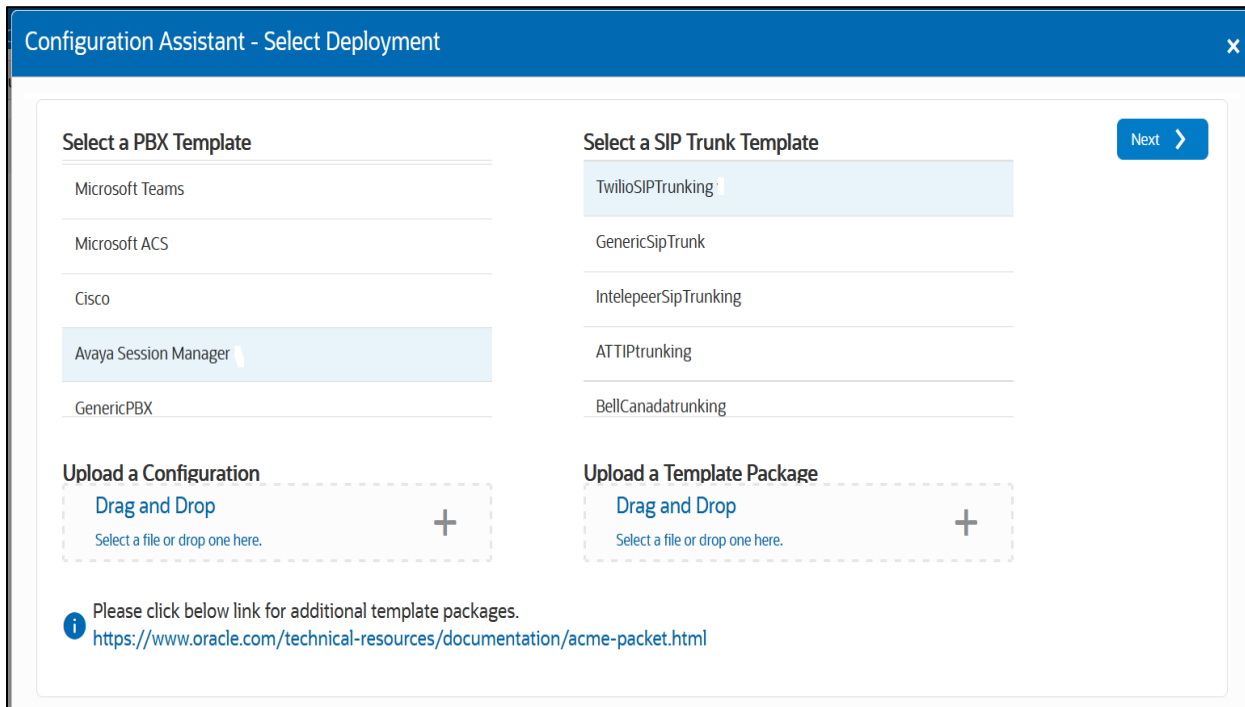 Configuration Assistant - Select Deployment
x
Select a PBX Template
Microsoft Teams
Microsoft ACS
Cisco
Avaya Session Manager
GenericPBX
Select a SIP Trunk Template
TwilioSIPTrunking
GenericSipTrunk
IntelepeerSipTrunking
ATTIPtrunking
BellCanadatrunking
Next
Upload a Configuration
Drag and Drop
Select a file or drop one here.
Upload a Template Package
Drag and Drop
Select a file or drop one here.
Please click below link for additional template packages.
https://www.oracle.com/technical-resources/documentation/acme-packet.html